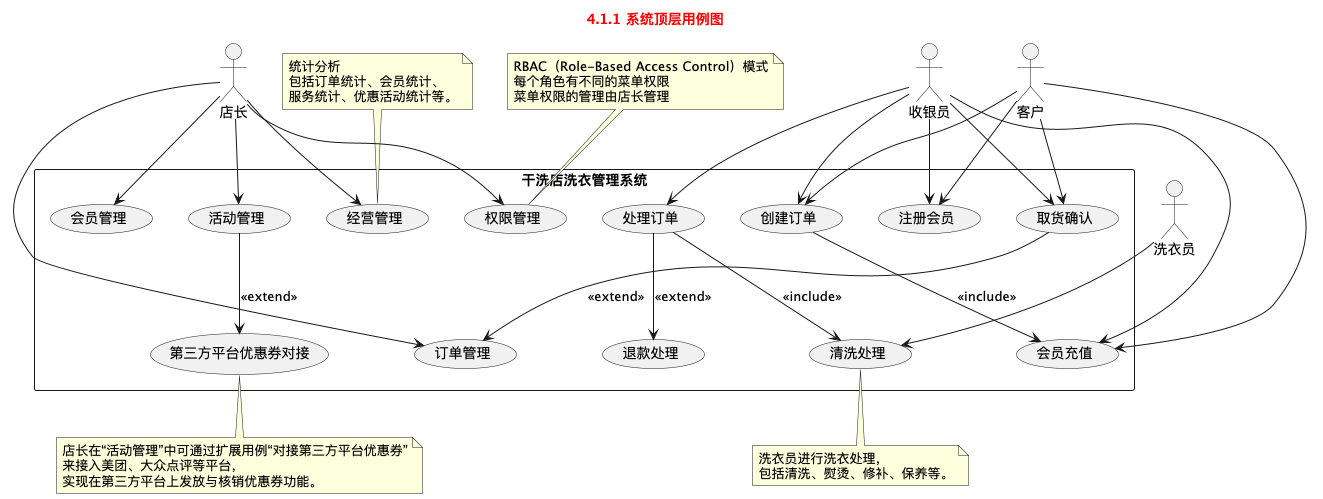 4.1.1 系统顶层用例图
店长
统计分析
包括订单统计、会员统计、
服务统计、优惠活动统计等。
RBAC（Role-Based Access Control）模式
每个角色有不同的菜单权限
菜单权限的管理由店长管理
收银员
客户
干洗店洗衣管理系统
会员管理
活动管理
经营管理
权限管理
处理订单
创建订单
注册会员
取货确认
洗衣员
«extend»
«extend»
«extend»
«include»
«include»
第三方平台优惠券对接
订单管理
退款处理
清洗处理
会员充值
店长在“活动管理”中可通过扩展用例“对接第三方平台优惠券”
来接入美团、大众点评等平台，
实现在第三方平台上发放与核销优惠券功能。
洗衣员进行洗衣处理，
包括清洗、熨烫、修补、保养等。